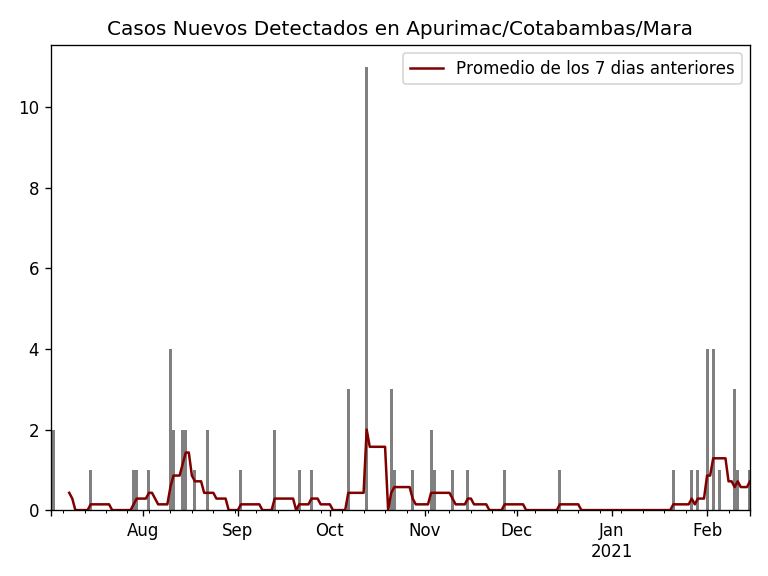 Casos Nuevos Detectados en Apurimac/Cotabambas/Mara
Promedio de los 7 dias anteriores
10
8
6
4
2
0
Aug Sep Oct Nov Dec Jan Feb
2021